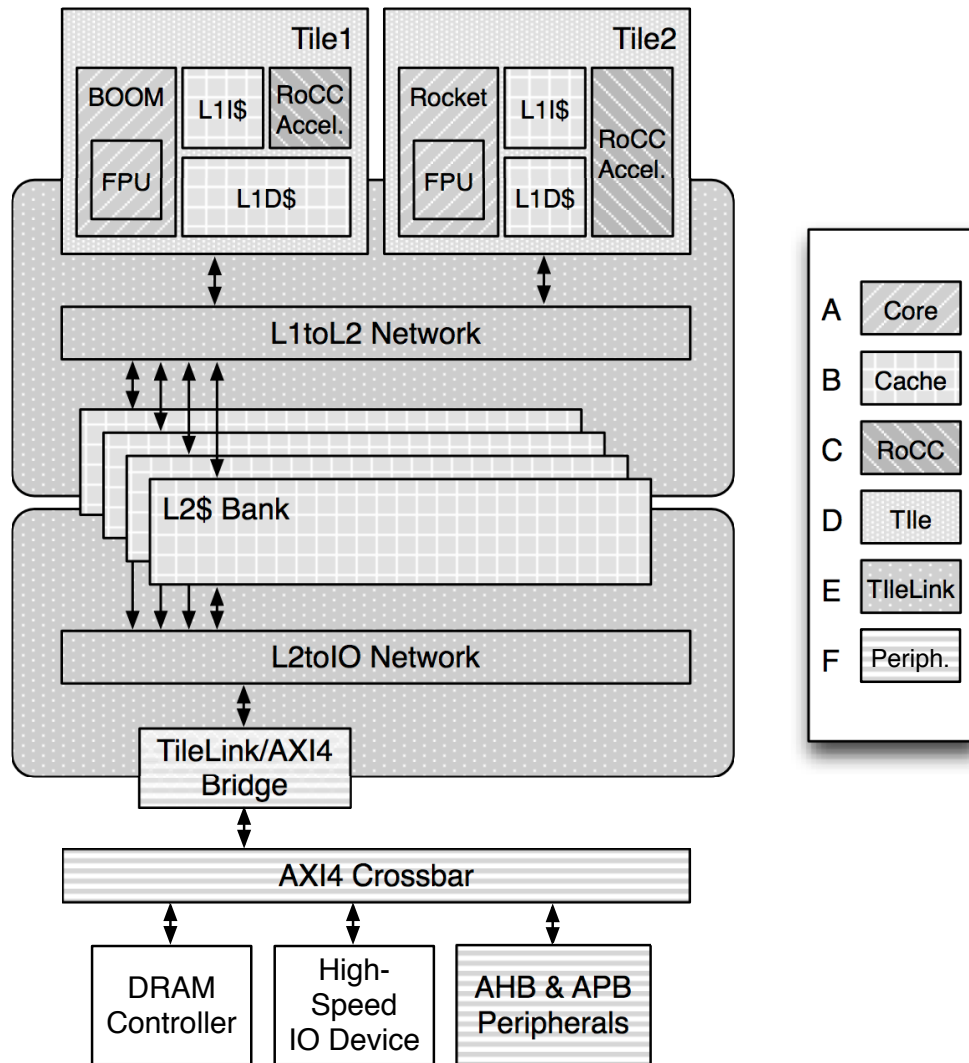 Tile1
BOOM
FPU
L1I$
RoCC
Accel.
L1D$
Tile2
Rocket
FPU
L1I$
L1D$
RoCC
Accel.
L1toL2 Network
L2$ Bank
L2toIO Network
TileLink/AXI4
Bridge
AXI4 Crossbar
DRAM
Controller
High-
Speed
IO Device
AHB & APB
Peripherals
A Core
B Cache
C RoCC
D TIle
E TIleLink
F Periph.